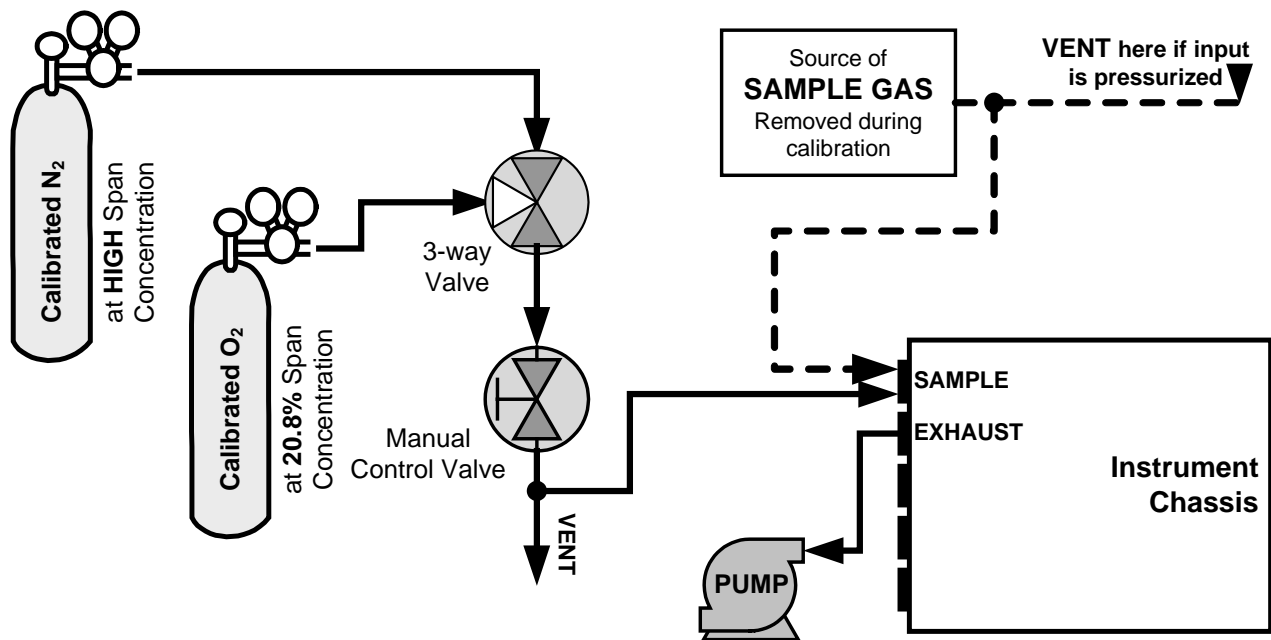 Calibrated N₂
at HIGH Span
Concentration
Calibrated O₂
at 20.8% Span
Concentration
3-way
Valve
Manual
Control Valve
VENT
Source of
SAMPLE GAS
Removed during
calibration
VENT here if input
is pressurized
SAMPLE
EXHAUST
Instrument
Chassis
PUMP